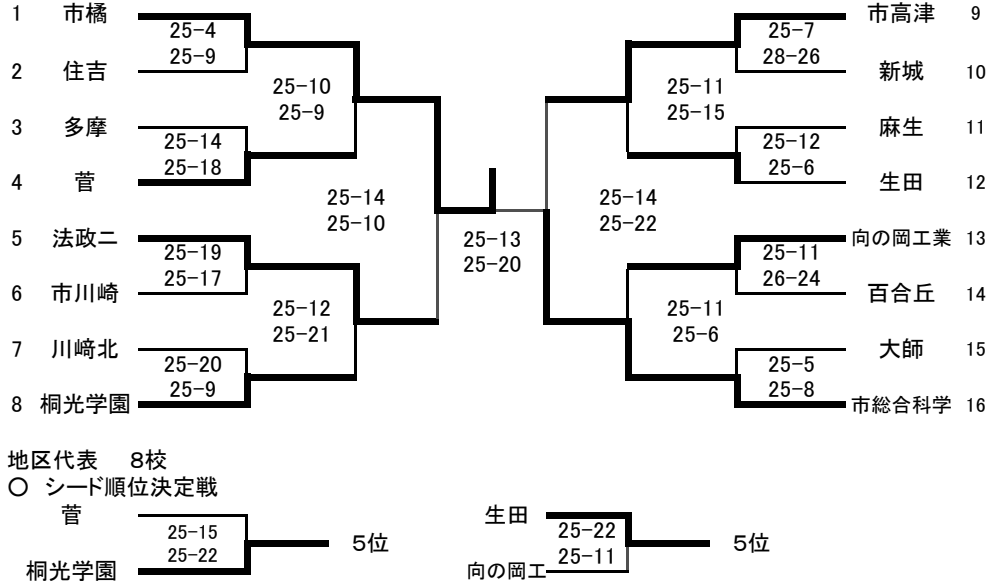 1 市橘
25-4
25-9
2 住吉
25-10
25-9
3 多摩
25-14
25-18
4 菅
25-14
25-10
5 法政二
25-19
25-17
6 市川崎
25-12
25-21
7 川﨑北
25-20
25-9
8 桐光学園
25-13
25-20
市高津 9
25-7
28-26
新城 10
25-11
25-15
麻生 11
25-12
25-6
生田 12
25-14
25-22
向の岡工業 13
25-11
26-24
百合丘 14
25-11
25-6
大師 15
25-5
25-8
市総合科学 16
地区代表 8校
○ シード順位決定戦
菅
25-15
25-22
桐光学園
5位
生田
25-22
25-11
向の岡工
5位